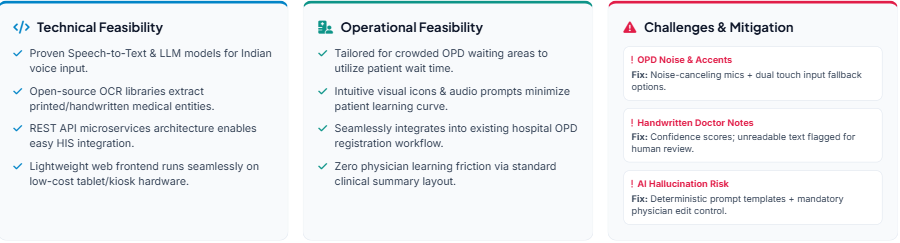 Technical Feasibility
Proven Speech-to-Text & LLM models for Indian
voice input.
Open-source OCR libraries extract
printed/handwritten medical entities.
REST API microservices architecture enables
easy HIS integration.
Lightweight web frontend runs seamlessly on
low-cost tablet/kiosk hardware.
Operational Feasibility
Tailored for crowded OPD waiting areas to
utilize patient wait time.
Intuitive visual icons & audio prompts minimize
patient learning curve.
Seamlessly integrates into existing hospital OPD
registration workflow.
Zero physician learning friction via standard
clinical summary layout.
Challenges & Mitigation
! OPD Noise & Accents
Fix: Noise-canceling mics + dual touch input fallback
options.
! Handwritten Doctor Notes
Fix: Confidence scores; unreadable text flagged for
human review.
! AI Hallucination Risk
Fix: Deterministic prompt templates + mandatory
physician edit control.